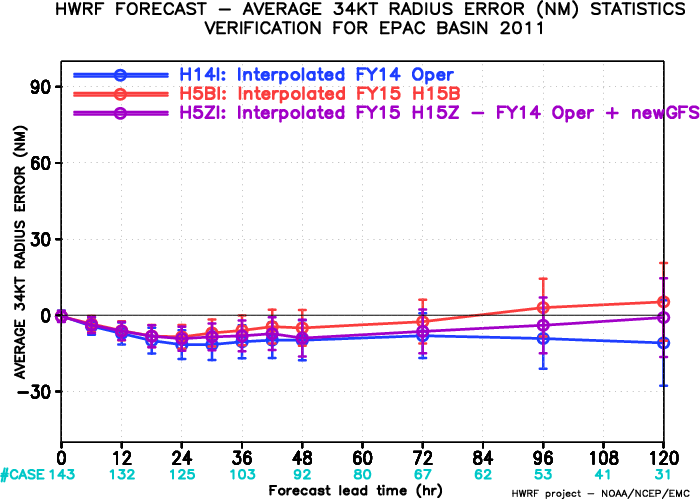 HWRF FORECAST – AVERAGE 34KT RADIUS ERROR (NM) STATISTICS
VERIFICATION FOR EPAC BASIN 2011
H14I: Interpolated FY14 Oper
H5BI: Interpolated FY15 H15B
H5ZI: Interpolated FY15 H15Z – FY14 Oper + newGFS
AVERAGE 34KT RADIUS ERROR (NM)
90
60
30
0
–30
0 12 24 36 48 60 72 84 96 108 120
#CASE 143 132 125 103 92 80 67 62 53 41 31
Forecast lead time (hr)
HWRF project – NOAA/NCEP/EMC